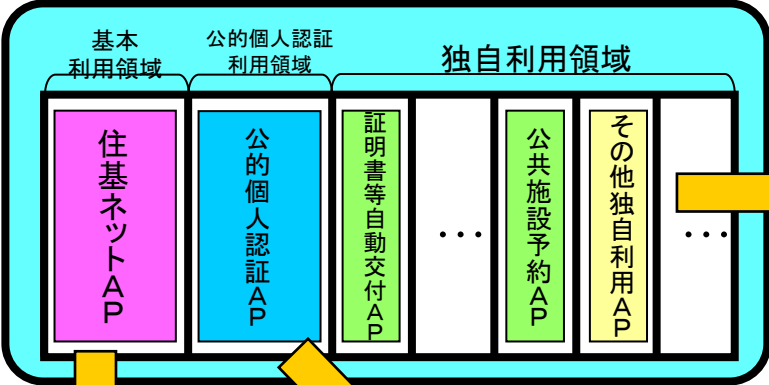 基本
利用領域
公的個人認証
利用領域
独自利用領域
住基ネットＡＰ
公的個人認証ＡＰ
証明書等自動交付ＡＰ
・・・
公共施設予約ＡＰ
その他独自利用ＡＰ
・・・